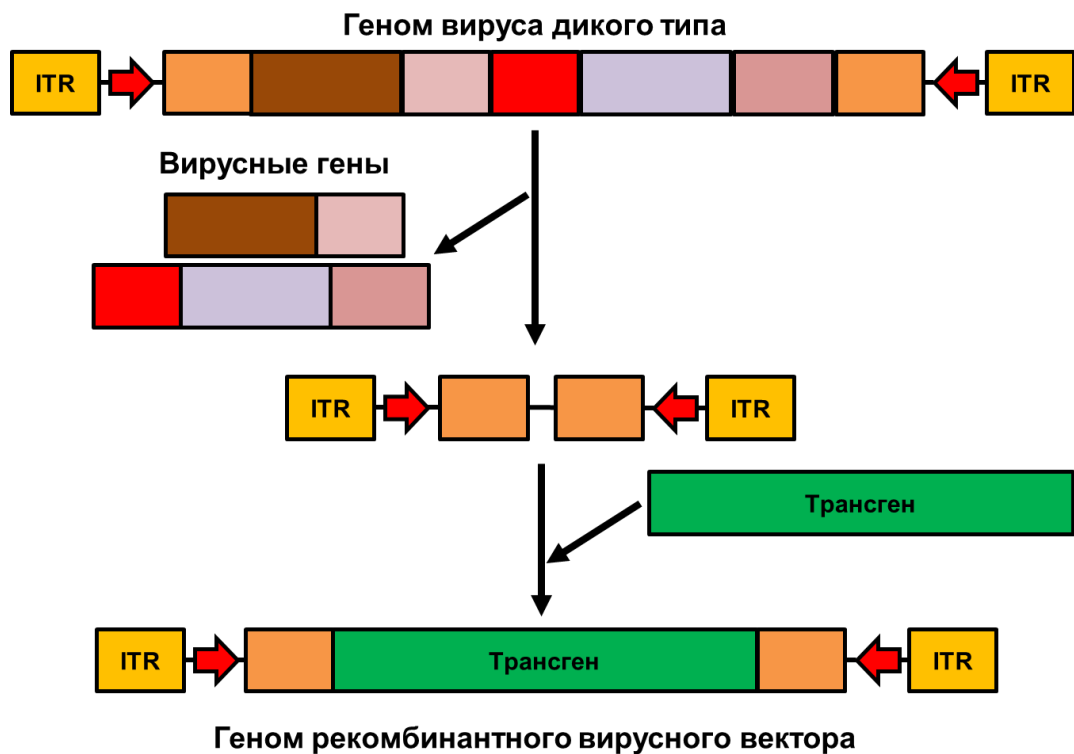 Геном вируса дикого типа
ITR
ITR
Вирусные гены
ITR
ITR
Трансген
ITR
Трансген
ITR
Геном рекомбинантного вирусного вектора